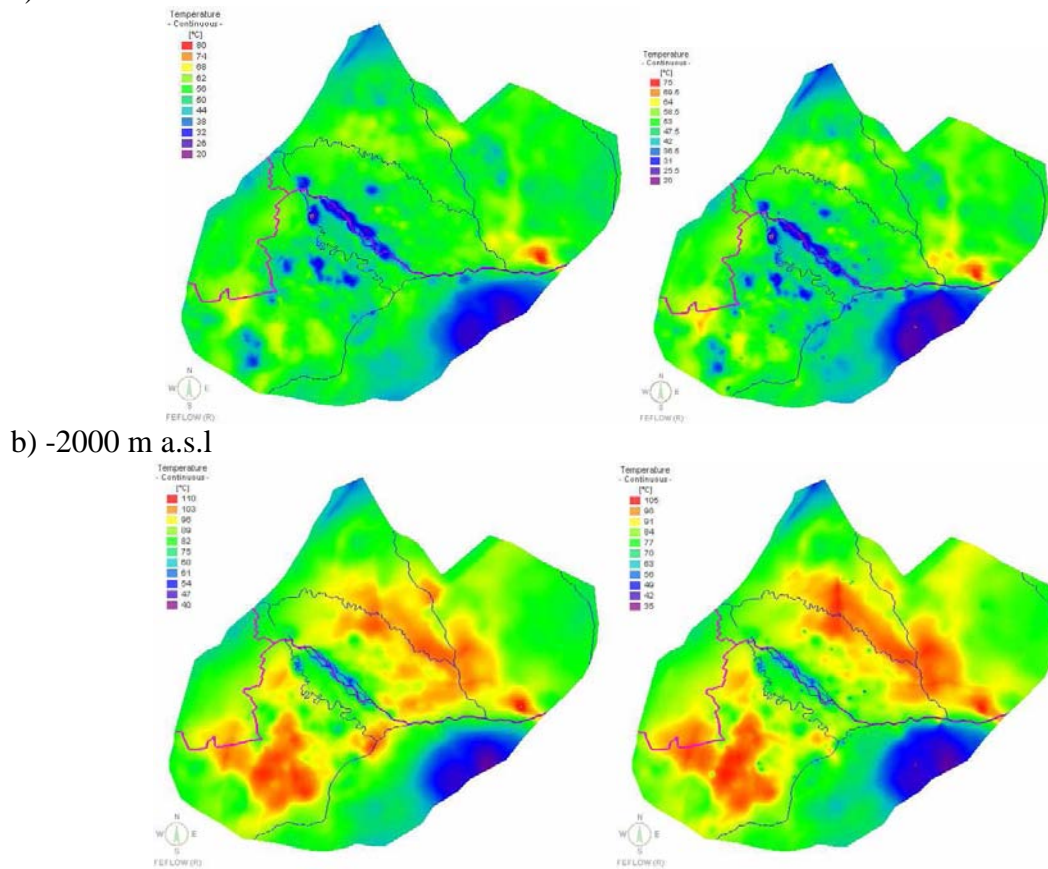 Temperature
- Continuous -
[°C]
80
74
68
62
56
50
44
38
32
26
20
N
W E
S
FEFLOW (R)
Temperature
- Continuous -
[°C]
75
69.5
64
58.5
53
47.5
42
36.5
31
25.5
20
N
W E
S
FEFLOW (R)
b) -2000 m a.s.l
Temperature
- Continuous -
[°C]
110
103
96
89
82
75
68
61
54
47
40
N
W E
S
FEFLOW (R)
Temperature
- Continuous -
[°C]
105
98
91
84
77
70
63
56
49
42
35
N
W E
S
FEFLOW (R)